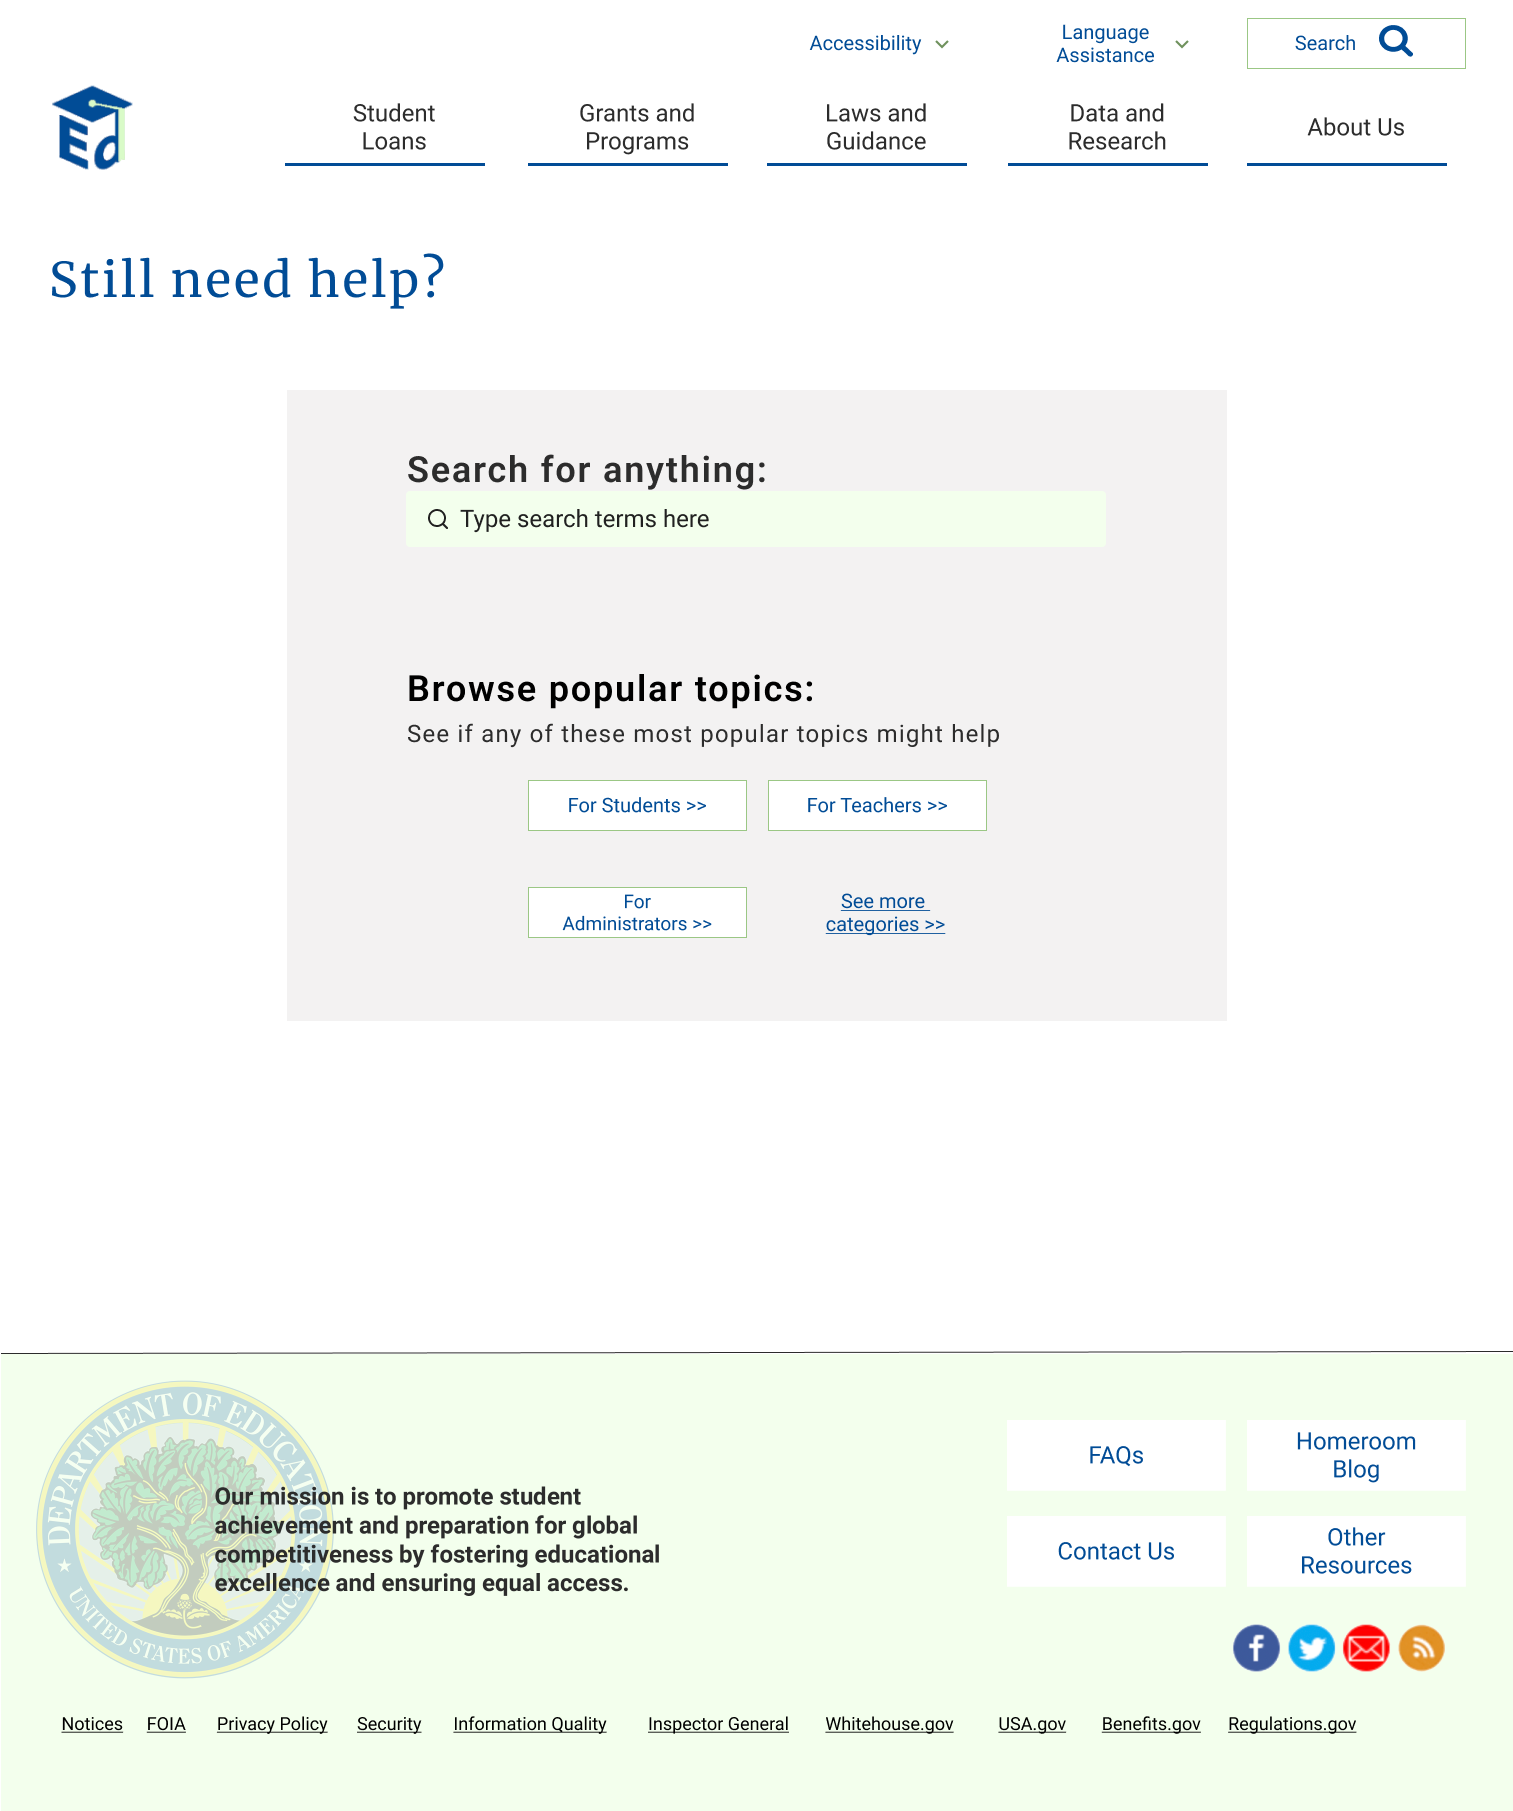 Accessibility
Language
Assistance
Search
Ed
Student
Loans
Grants and
Programs
Laws and
Guidance
Data and
Research
About Us
Still need help?
Search for anything:
Type search terms here
Browse popular topics:
See if any of these most popular topics might help
For Students >>
For Teachers >>
For
Administrators >>
See more
categories >>
DEPARTMENT OF EDUCATION
UNITED STATES OF AMERICA
Our mission is to promote student
achievement and preparation for global
competitiveness by fostering educational
excellence and ensuring equal access.
FAQs
Homeroom
Blog
Contact Us
Other
Resources
Notices FOIA Privacy Policy Security Information Quality Inspector General Whitehouse.gov USA.gov Benefits.gov Regulations.gov